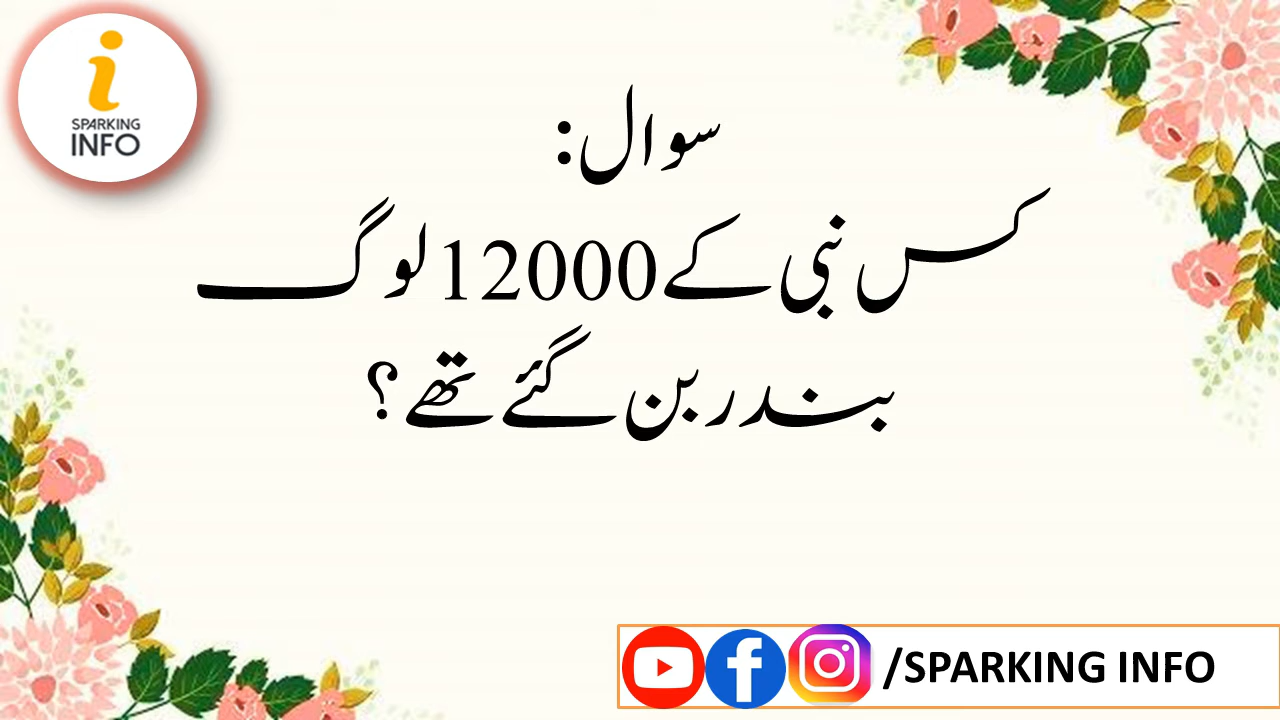 SPARKING
INFO
سوال:
کس نبی کے 12000 لوگ
بندر بن گئے تھے؟
/SPARKING INFO